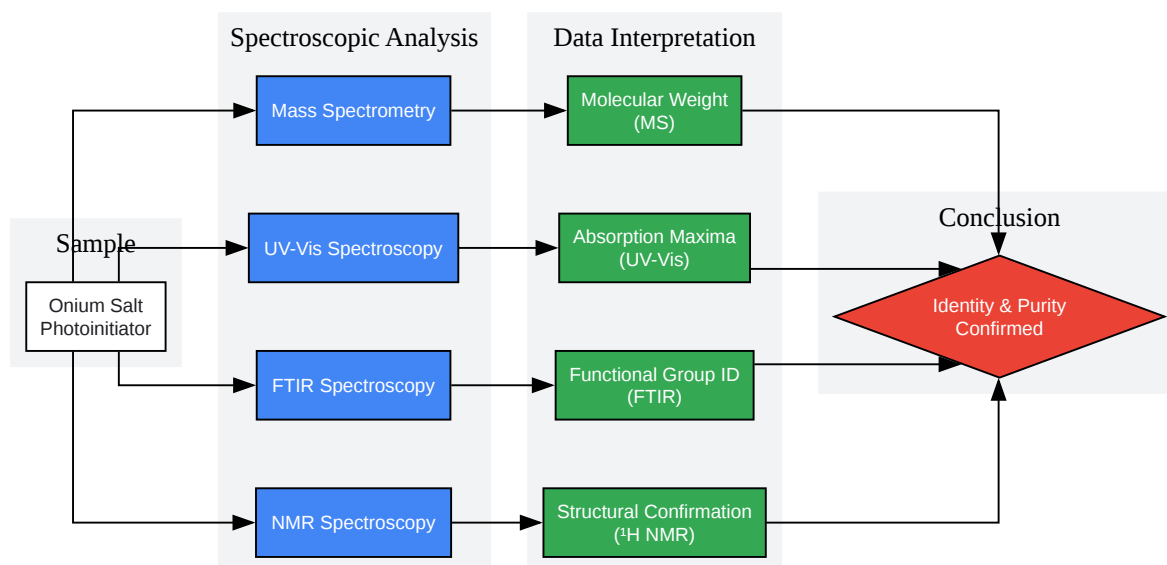 Spectroscopic Analysis
Data Interpretation
Mass Spectrometry
Molecular Weight
(MS)
Sample
UV-Vis Spectroscopy
Absorption Maxima
(UV-Vis)
Conclusion
Onium Salt
Photoinitiator
Identity & Purity
Confirmed
FTIR Spectroscopy
Functional Group ID
(FTIR)
NMR Spectroscopy
Structural Confirmation
(¹H NMR)